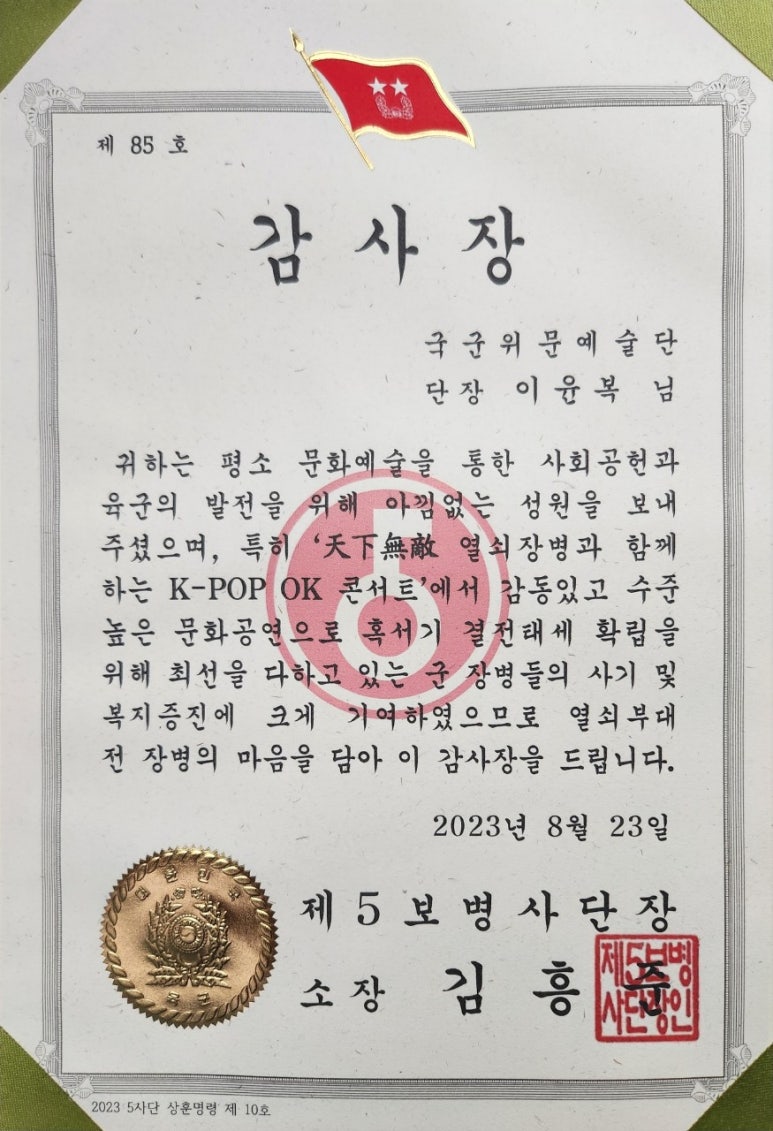 제 85 호
감 사 장
국군위문예술단
단장 이윤복 님
귀하는 평소 문화예술을 통한 사회공헌과
육군의 발전을 위해 아낌없는 성원을 보내
주셨으며, 특히 ‘天下無敵 열쇠장병과 함께
하는 K-POP OK 콘서트’에서 감동있고 수준
높은 문화공연으로 혹서기 결전태세 확립을
위해 최선을 다하고 있는 군 장병들의 사기 및
복지증진에 크게 기여하였으므로 열쇠부대
전 장병의 마음을 담아 이 감사장을 드립니다.
2023년 8월 23일
대한민국
육군
제5보병사단장
소장 김흥준
제5보병
사단장인
2023 5사단 상훈명령 제 10호